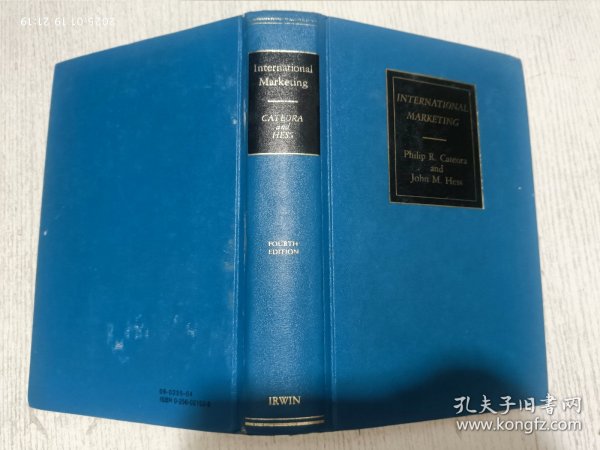 2025 01 19 21:19
International
Marketing
CATEORA
and
HESS
FOURTH
EDITION
IRWIN
INTERNATIONAL
MARKETING
Philip R. Cateora
and
John M. Hess
孔夫子旧书网
www.kongfz.com